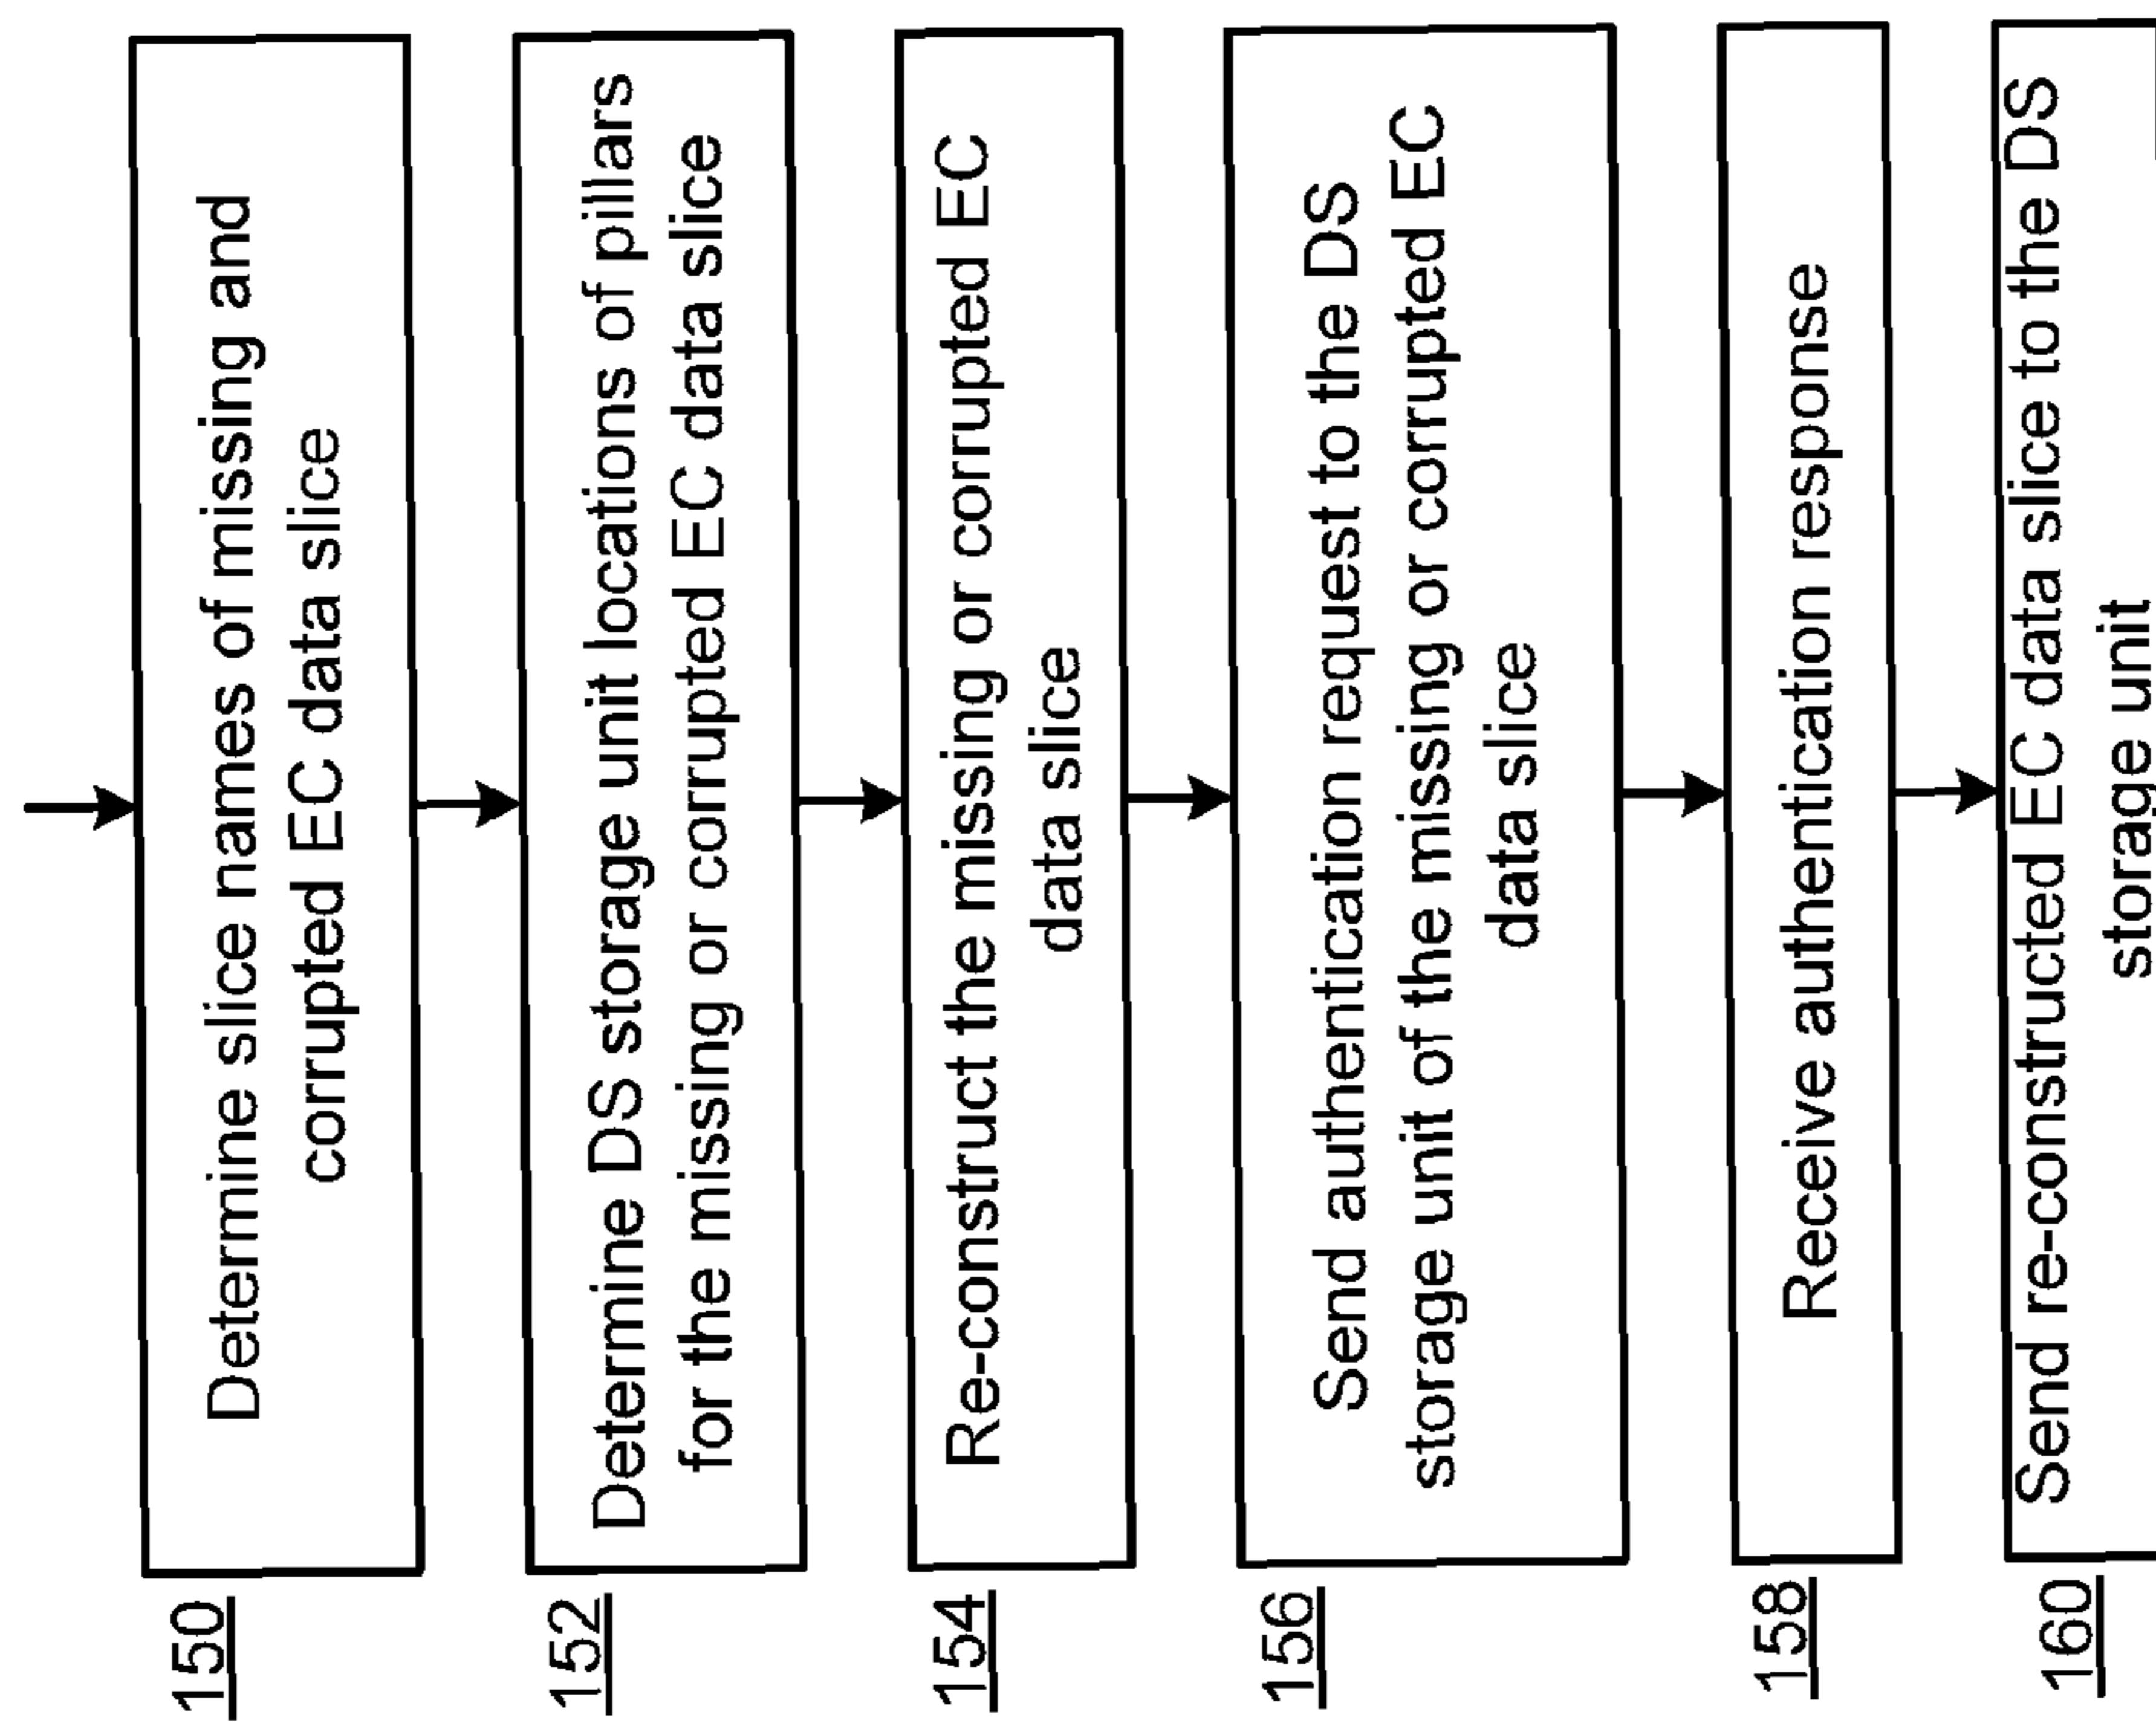 150
Determine slice names of missing and
corrupted EC data slice
152
Determine DS storage unit locations of pillars
for the missing or corrupted EC data slice
154
Re-construct the missing or corrupted EC
data slice
156
Send authentication request to the DS
storage unit of the missing or corrupted EC
data slice
158
Receive authentication response
160
Send re-constructed EC data slice to the DS
storage unit